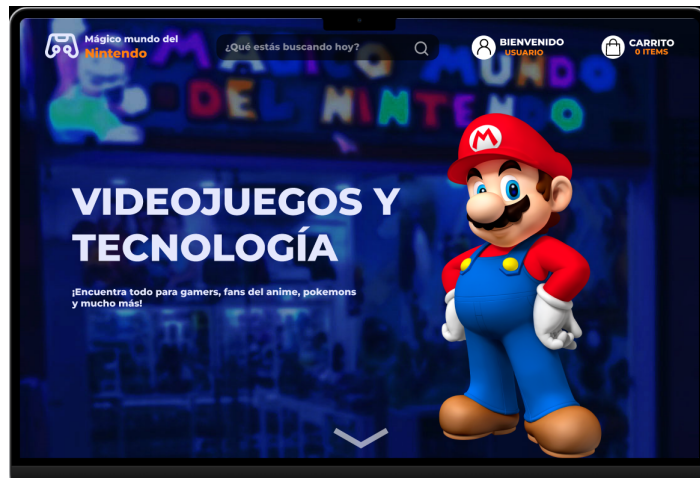 Mágico mundo del
Nintendo
¿Qué estás buscando hoy?
BIENVENIDO
USUARIO
CARRITO
0 ITEMS
MÁGICO MUNDO
DEL NINTENDO
M
VIDEOJUEGOS Y
TECNOLOGÍA
¡Encuentra todo para gamers, fans del anime, pokemons
y mucho más!